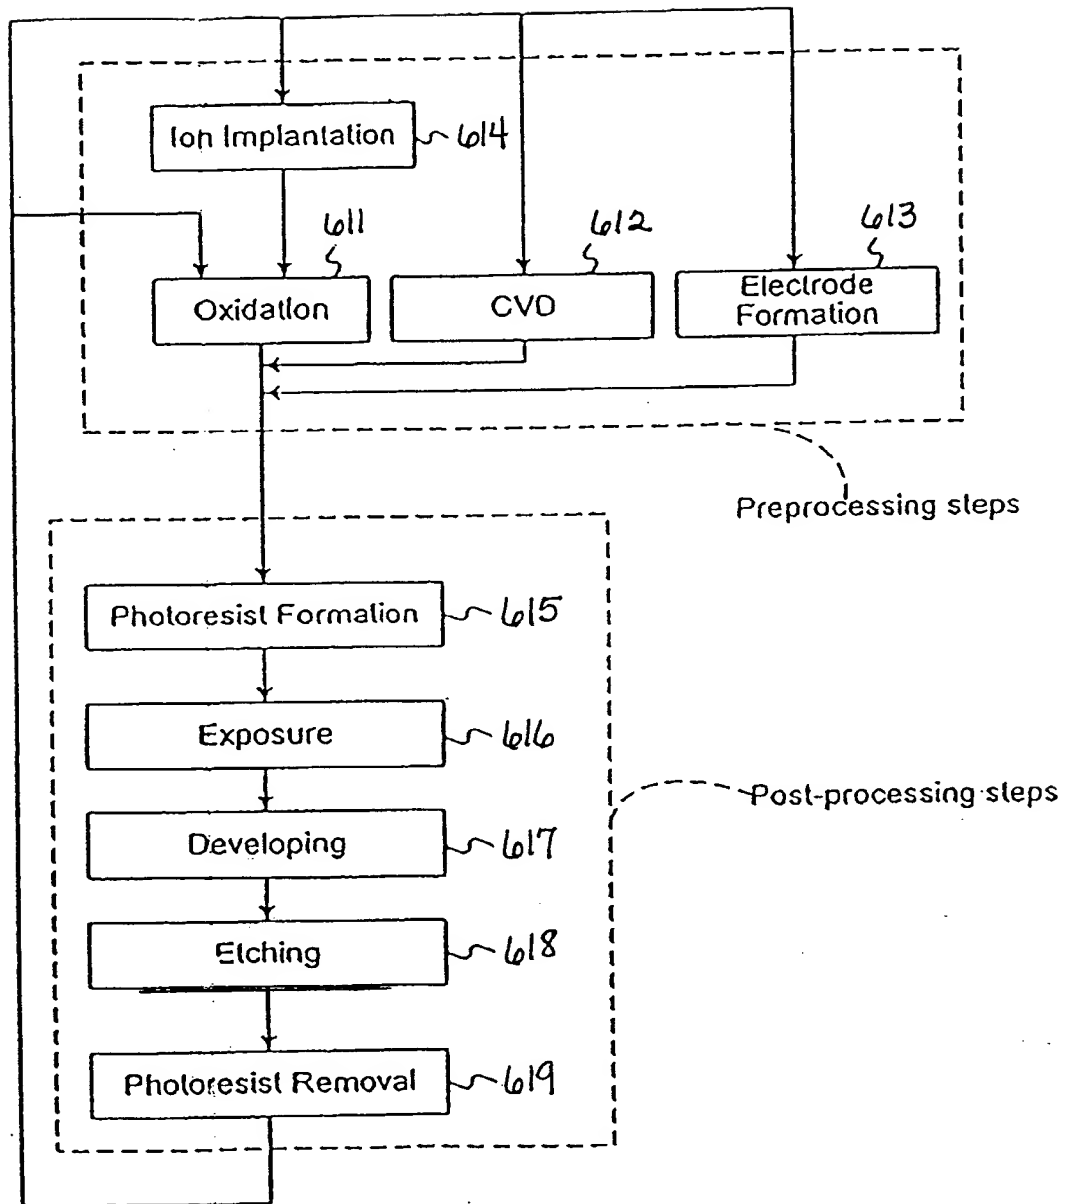 Ion Implantation
614
611
612
613
Oxidation
CVD
Electrode
Formation
Preprocessing steps
Photoresist Formation
615
Exposure
616
Post-processing steps
Developing
617
Etching
618
Photoresist Removal
619